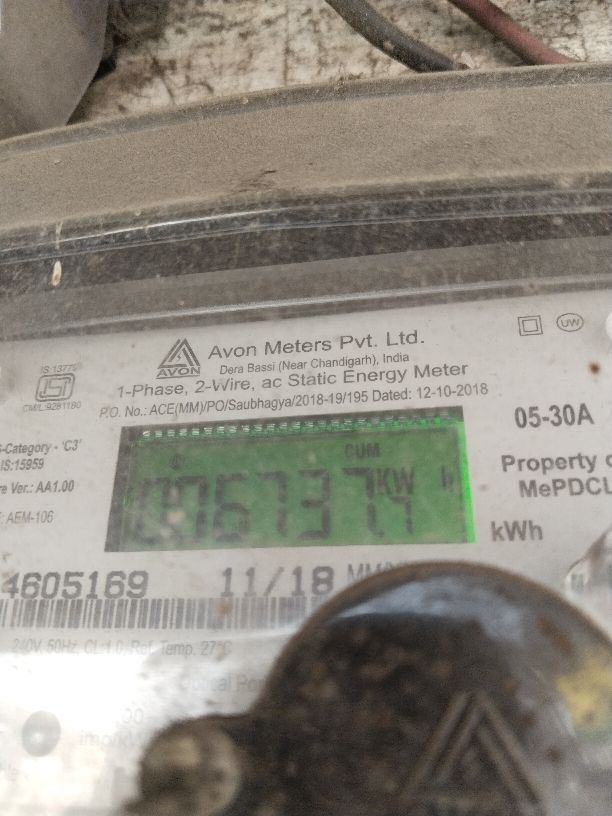 UW
Avon Meters Pvt. Ltd.
AVON
Dera Bassi (Near Chandigarh), India
IS:13779
ISI
CM/L:9281180
1-Phase, 2-Wire, ac Static Energy Meter
P.O. No.: ACE(MM)/PO/Saubhagya/2018-19/195 Dated: 12-10-2018
05-30A
-Category - 'C3'
IS:15959
CUM
Property o
MePDCL
e Ver.: AA1.00
KW h
kWh
: AEM-106
4605169 11/18
240V, 50Hz, CL:1.0, Ref. Temp. 27°C